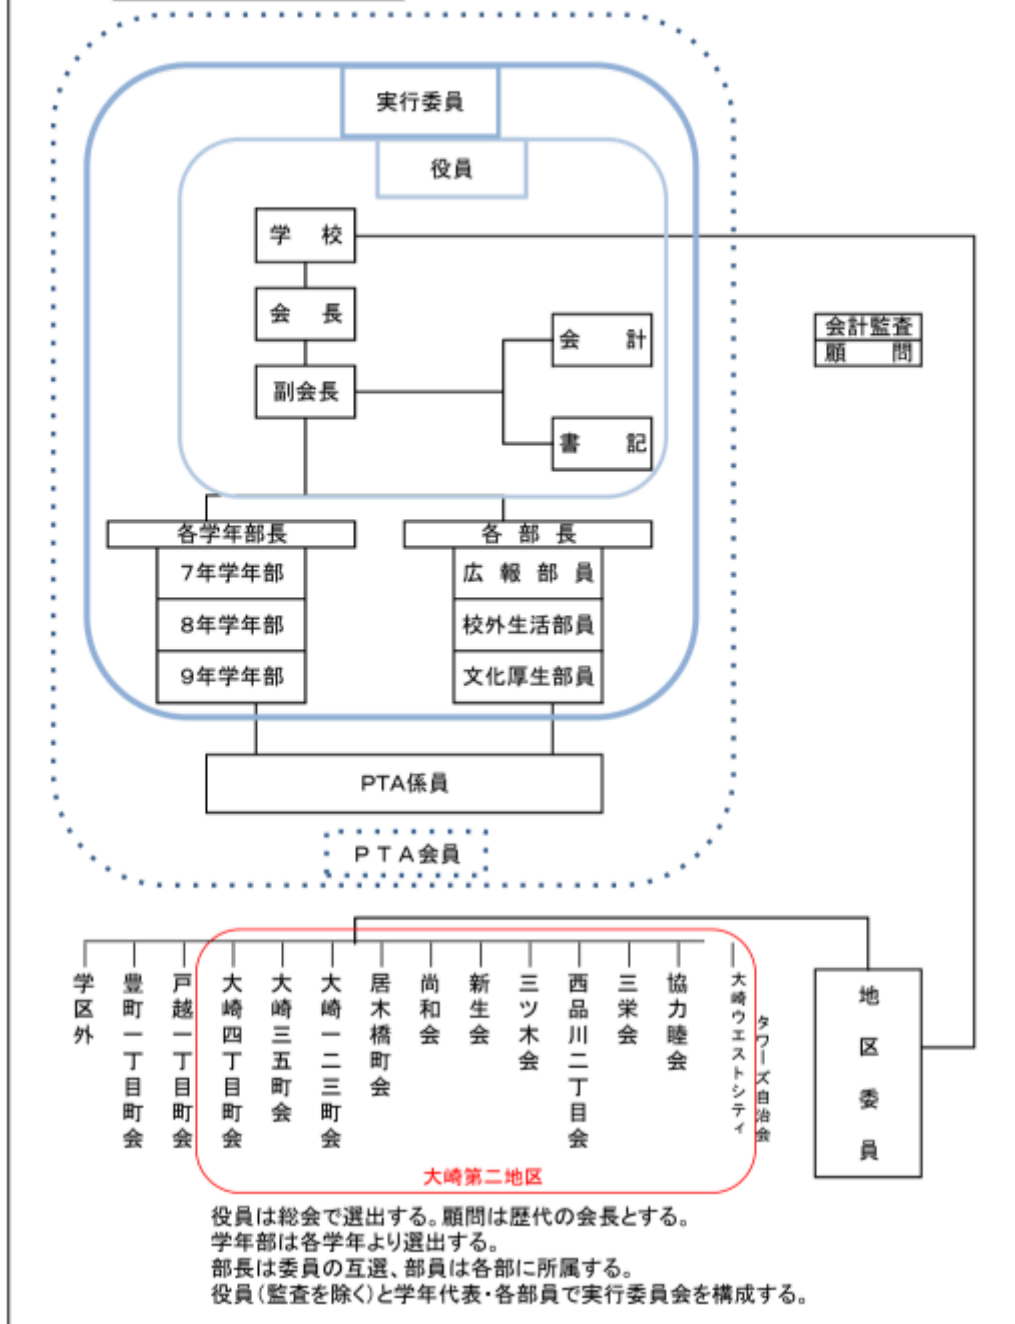 実行委員
役員
学　校
会　長
副会長
会　計
書　記
会計監査
顧　問
各学年部長
7年学年部
8年学年部
9年学年部
各 部 長
広 報 部 員
校外生活部員
文化厚生部員
PTA係員
ＰＴＡ会員
学区外
豊町一丁目町会
戸越一丁目町会
大崎四丁目町会
大崎三五町会
大崎一二三町会
居木橋町会
尚和会
新生会
三ツ木会
西品川二丁目会
三栄会
協力睦会
大崎ウエストシティ
タワーズ自治会
地区委員
大崎第二地区
役員は総会で選出する。顧問は歴代の会長とする。
学年部は各学年より選出する。
部長は委員の互選、部員は各部に所属する。
役員（監査を除く）と学年代表・各部員で実行委員会を構成する。